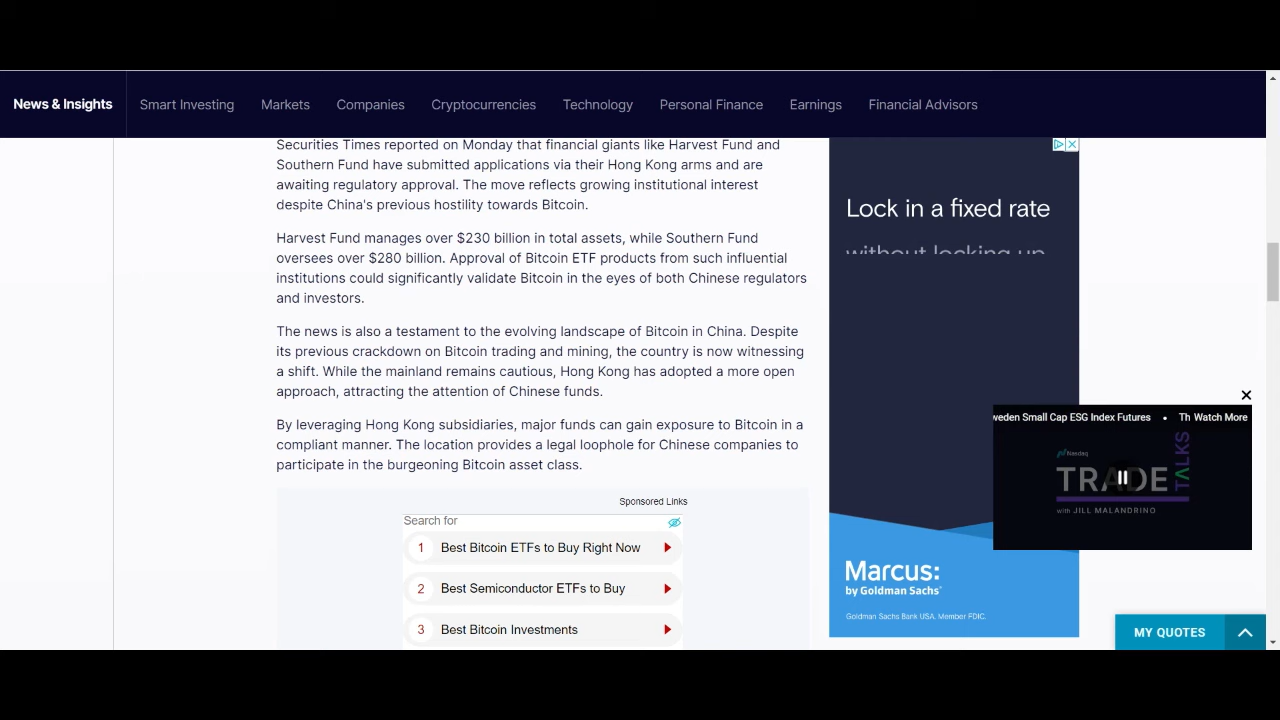 News & Insights
Smart Investing
Markets
Companies
Cryptocurrencies
Technology
Personal Finance
Earnings
Financial Advisors
Securities Times reported on Monday that financial giants like Harvest Fund and
Southern Fund have submitted applications via their Hong Kong arms and are
awaiting regulatory approval. The move reflects growing institutional interest
despite China's previous hostility towards Bitcoin.
Harvest Fund manages over $230 billion in total assets, while Southern Fund
oversees over $280 billion. Approval of Bitcoin ETF products from such influential
institutions could significantly validate Bitcoin in the eyes of both Chinese regulators
and investors.
The news is also a testament to the evolving landscape of Bitcoin in China. Despite
its previous crackdown on Bitcoin trading and mining, the country is now witnessing
a shift. While the mainland remains cautious, Hong Kong has adopted a more open
approach, attracting the attention of Chinese funds.
By leveraging Hong Kong subsidiaries, major funds can gain exposure to Bitcoin in a
compliant manner. The location provides a legal loophole for Chinese companies to
participate in the burgeoning Bitcoin asset class.
Sponsored Links
Search for
1 Best Bitcoin ETFs to Buy Right Now
2 Best Semiconductor ETFs to Buy
3 Best Bitcoin Investments
Lock in a fixed rate
without locking up
Marcus:
by Goldman Sachs®
Goldman Sachs Bank USA. Member FDIC.
weden Small Cap ESG Index Futures • Th Watch More
Nasdaq
TRADE
TALKS
with JILL MALANDRINO
MY QUOTES